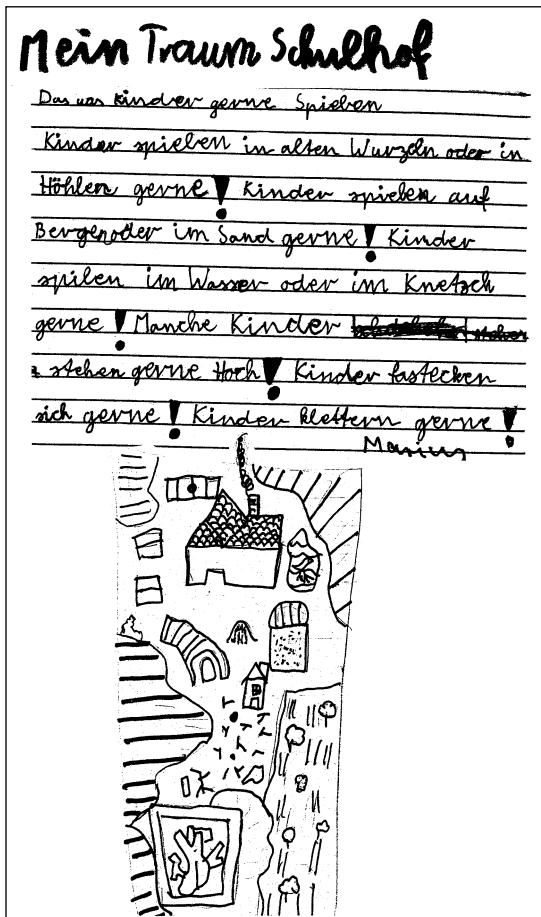 Mein Traum Schulhof
Das was Kinder gerne Spielen
Kinder spielen in alten Wurzeln oder in
Höhlen gerne! Kinder spielen auf
Bergenoder im Sand gerne! Kinder
spilen im Wasser oder im Knetsch
gerne! Manche Kinder
stehen gerne Hoch! Kinder fastecken
sich gerne! Kinder klettern gerne!
Marius